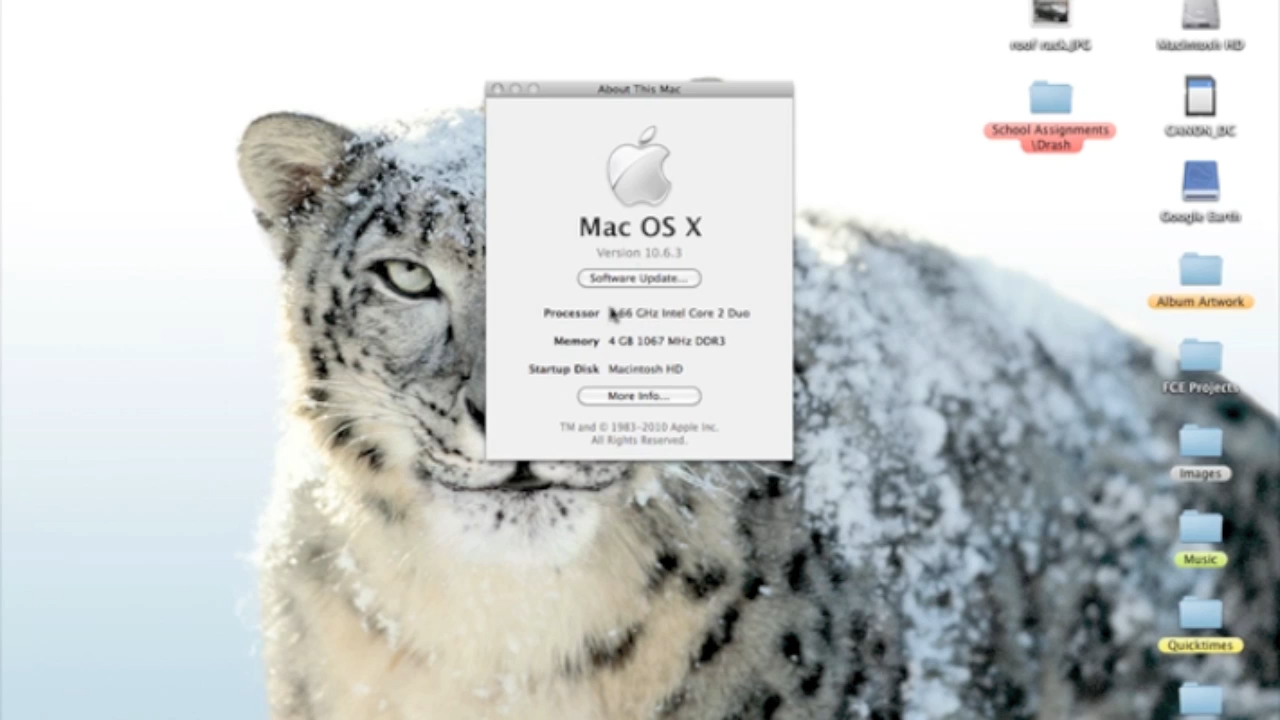 About This Mac
Mac OS X
Version 10.6.3
Software Update...
Processor 66 GHz Intel Core 2 Duo
Memory 4 GB 1067 MHz DDR3
Startup Disk Macintosh HD
More Info...
TM and © 1983-2010 Apple Inc.
All Rights Reserved.
roof rack.JPG
School Assignments
\Drash
Macintosh HD
CANON_DC
Google Earth
Album Artwork
FCE Projects
Images
Music
Quicktimes